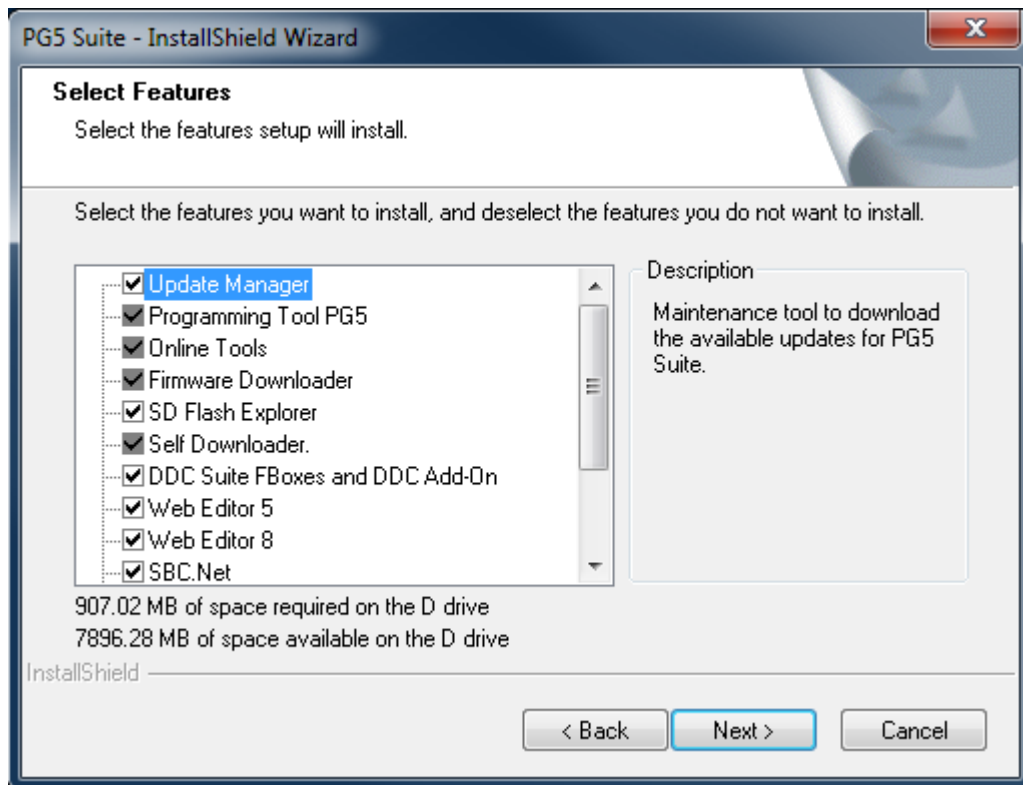 PG5 Suite - InstallShield Wizard
Select Features
Select the features setup will install.
Select the features you want to install, and deselect the features you do not want to install.
Update Manager
Programming Tool PG5
Online Tools
Firmware Downloader
SD Flash Explorer
Self Downloader.
DDC Suite FBoxes and DDC Add-On
Web Editor 5
Web Editor 8
SBC.Net
Description
Maintenance tool to download
the available updates for PG5
Suite.
907.02 MB of space required on the D drive
7896.28 MB of space available on the D drive
InstallShield
< Back
Next >
Cancel